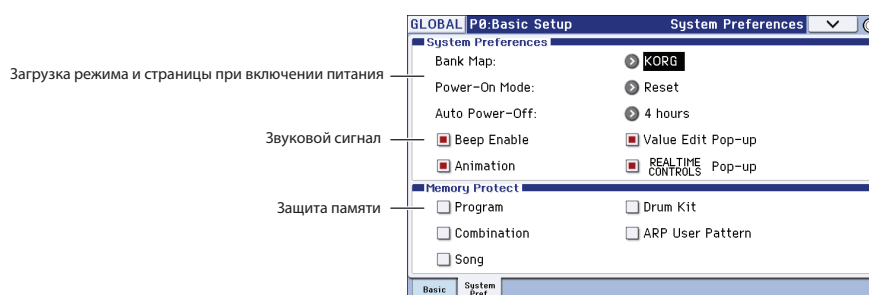 GLOBAL P0:Basic Setup System Preferences
System Preferences
Bank Map: KORG
Загрузка режима и страницы при включении питания
Power-On Mode: Reset
Auto Power-Off: 4 hours
Звуковой сигнал
Beep Enable Value Edit Pop-up
Animation REALTIME CONTROLS Pop-up
Memory Protect
Защита памяти
Program Drum Kit
Combination ARP User Pattern
Song
Basic System Pref